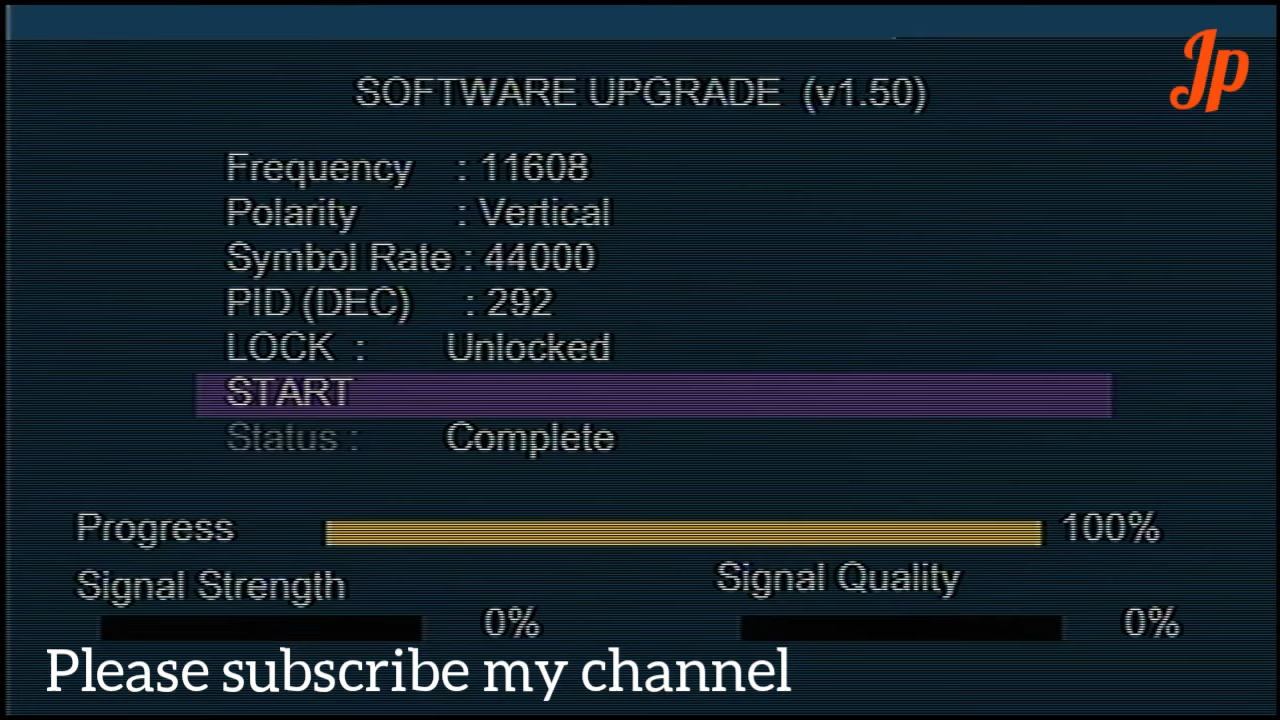 Jp
SOFTWARE UPGRADE (v1.50)
Frequency : 11608
Polarity : Vertical
Symbol Rate : 44000
PID (DEC) : 292
LOCK : Unlocked
START
Status : Complete
Progress 100%
Signal Strength 0% Signal Quality 0%
Please subscribe my channel